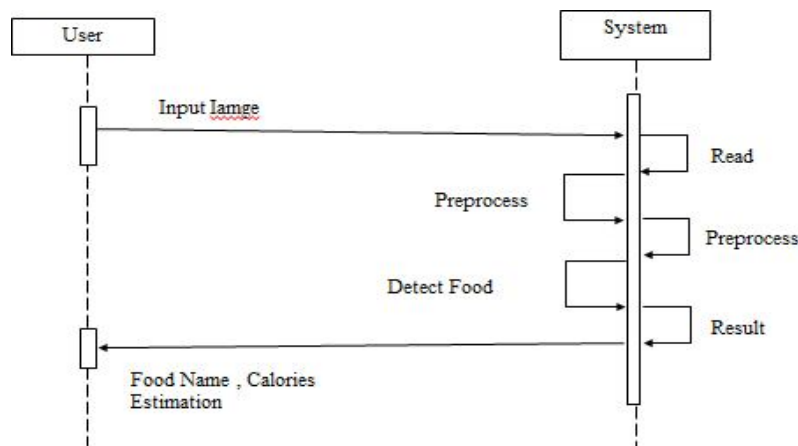 User
System
Input Iamge
Read
Preprocess
Preprocess
Detect Food
Result
Food Name , Calories
Estimation